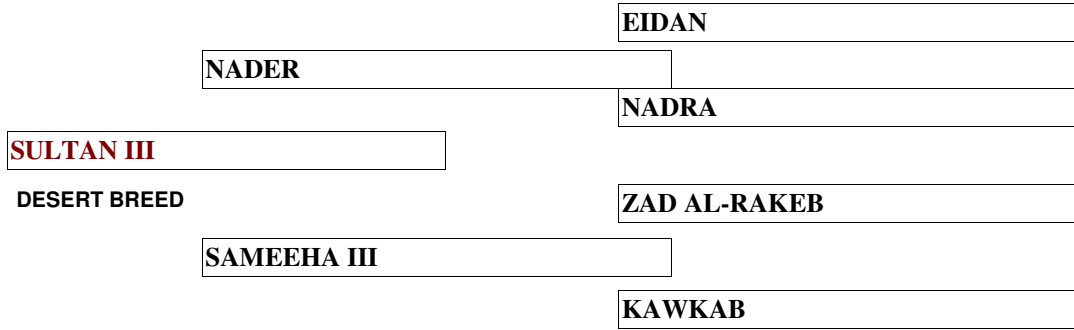 EIDAN
NADER
NADRA
SULTAN III
DESERT BREED
ZAD AL-RAKEB
SAMEEHA III
KAWKAB